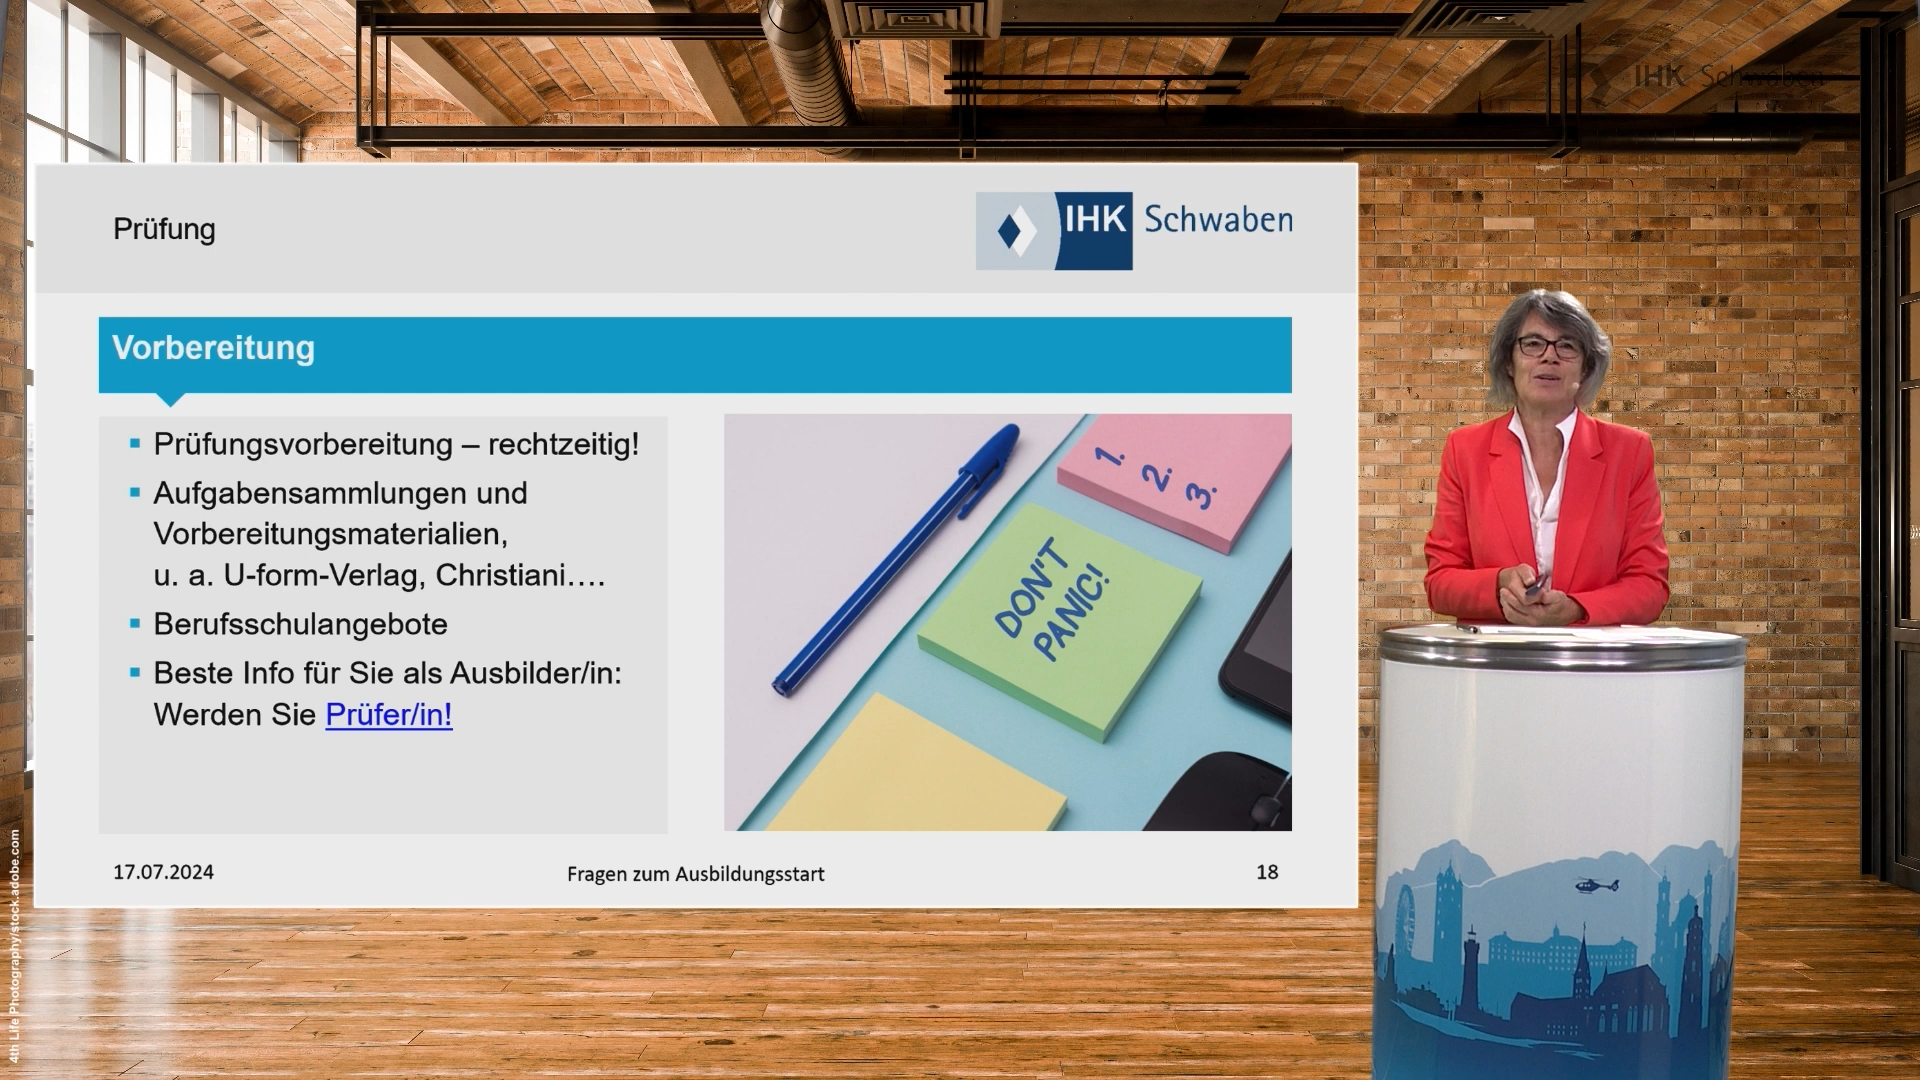 IHK Schwaben
Prüfung
IHK Schwaben
Vorbereitung
Prüfungsvorbereitung – rechtzeitig!
Aufgabensammlungen und
Vorbereitungsmaterialien,
u. a. U-form-Verlag, Christiani….
Berufsschulangebote
Beste Info für Sie als Ausbilder/in:
Werden Sie Prüfer/in!
1.
2.
3.
DON'T
PANIC!
17.07.2024
Fragen zum Ausbildungsstart
18
4th Life Photography/stock.adobe.com